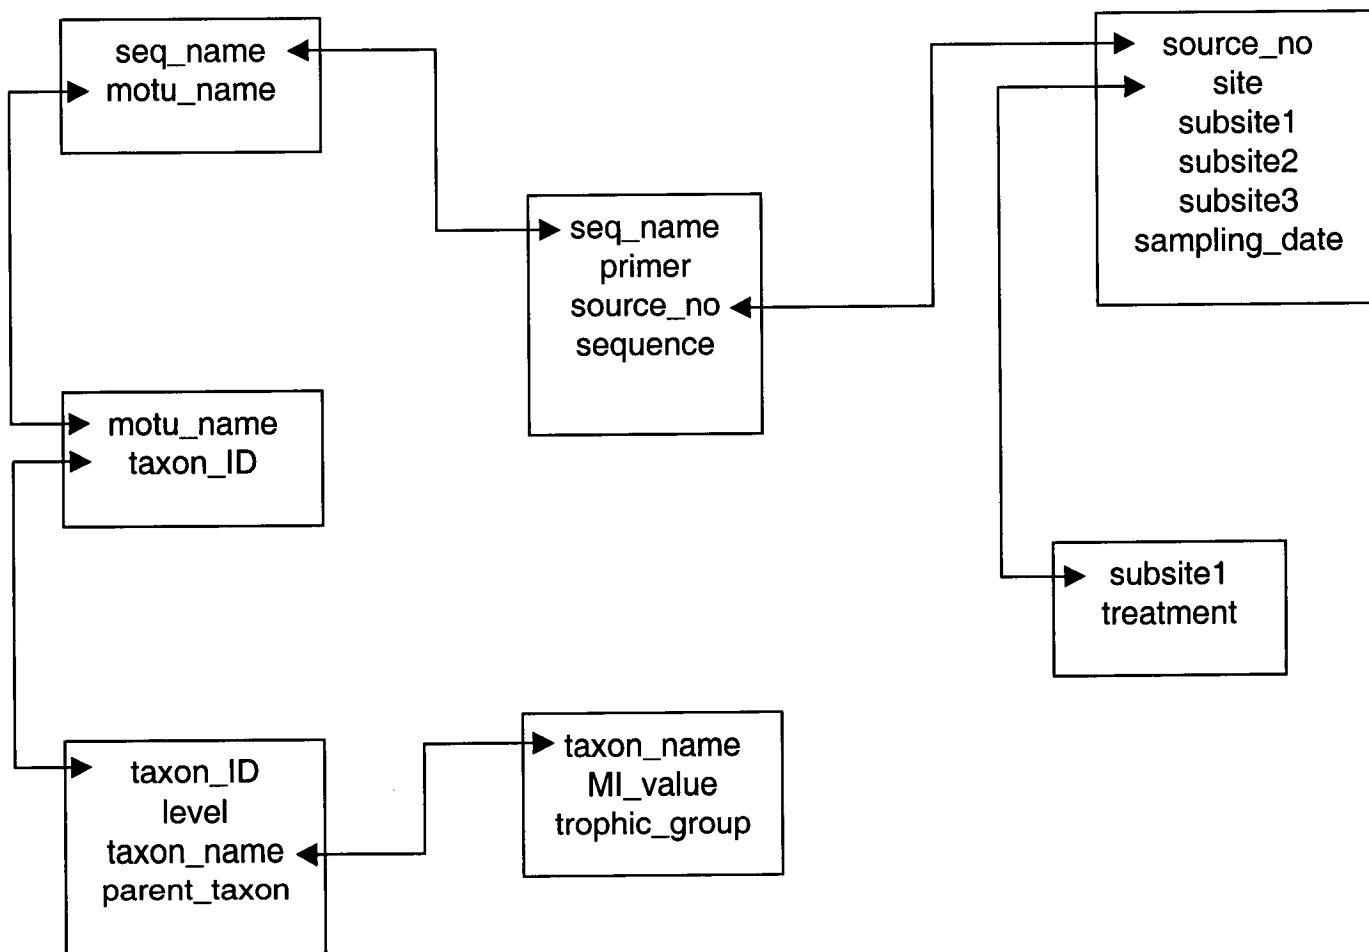 seq_name
motu_name
source_no
site
subsite1
subsite2
subsite3
sampling_date
seq_name
primer
source_no
sequence
motu_name
taxon_ID
subsite1
treatment
taxon_ID
level
taxon_name
parent_taxon
taxon_name
MI_value
trophic_group